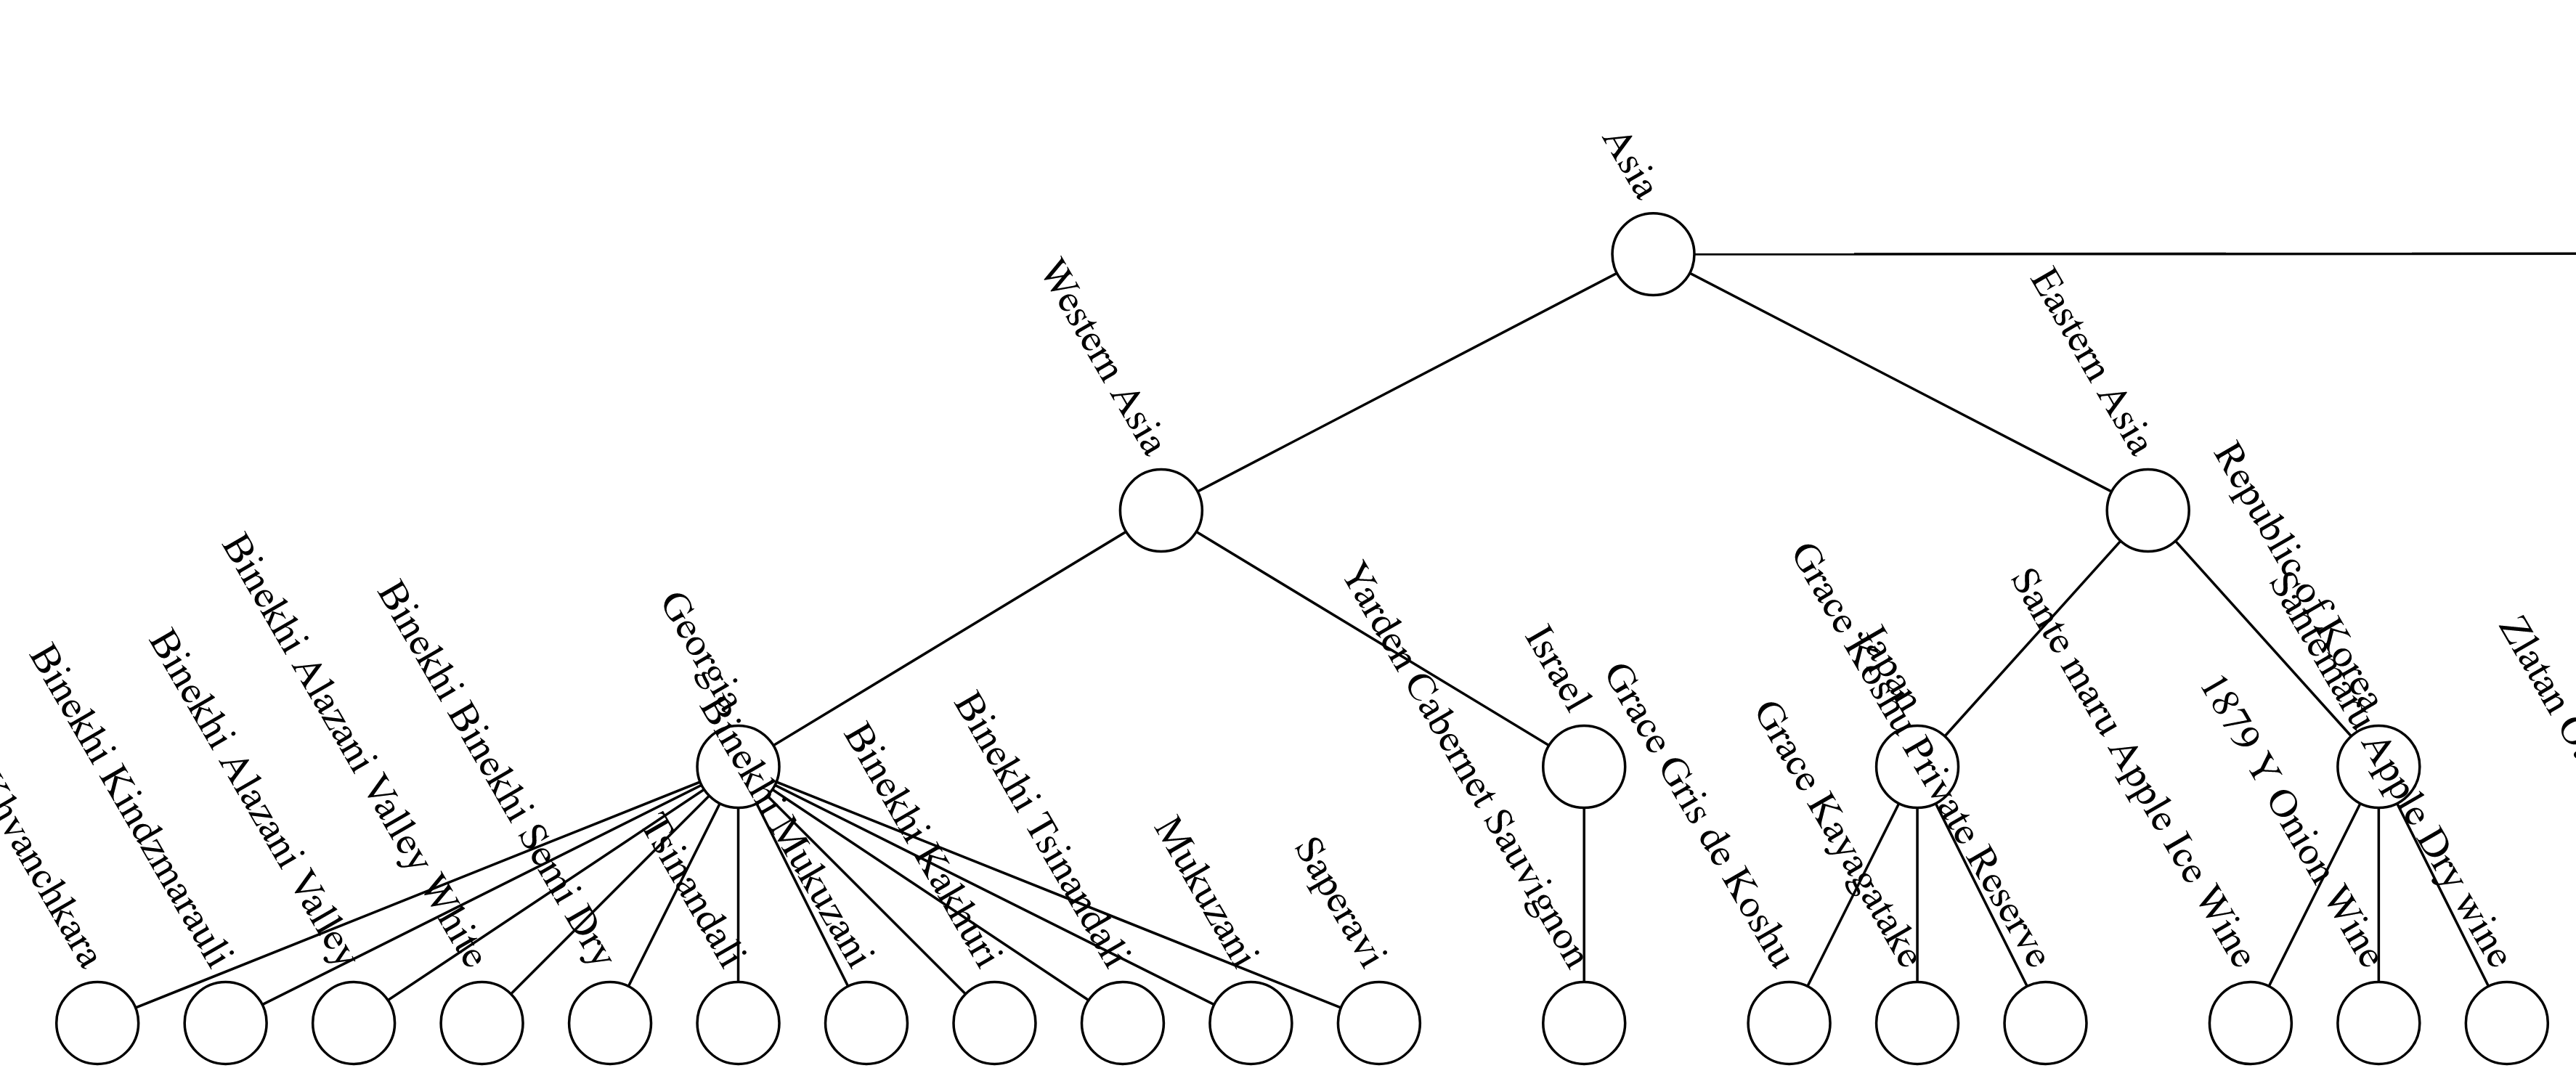 Asia
Western Asia
Eastern Asia
Georgia
Israel
Japan
Republic of Korea
Binekhi Kindzmarauli
Binekhi Alazani Valley
Binekhi Alazani Valley White
Binekhi Binekhi Semi Dry
Tsinandali
Binekhi Mukuzani
Binekhi Kakhuri
Binekhi Tsinandali
Mukuzani
Saperavi
Yarden Cabernet Sauvignon
Grace Gris de Koshu
Grace Kayagatake
Grace Koshu Private Reserve
Sante maru Apple Ice Wine
1879 Y Onion Wine
Santemaru Apple Dry wine
Zlatan